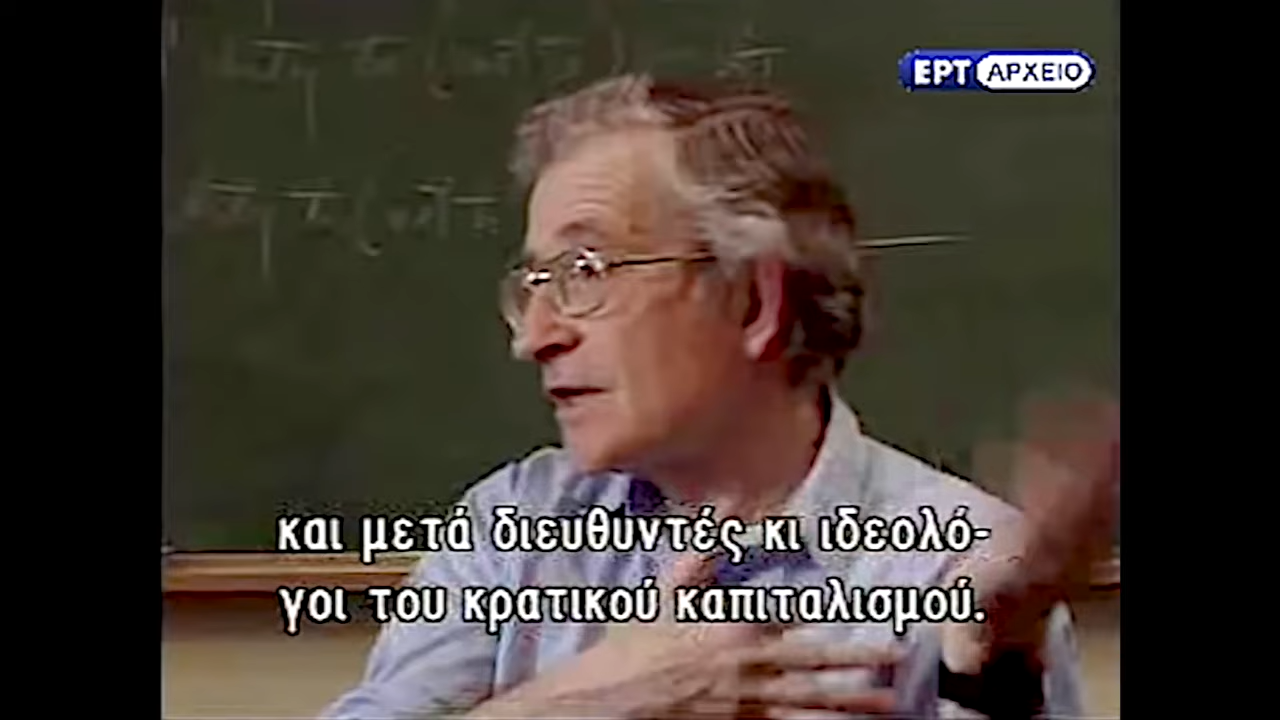 ΕΡΤ ΑΡΧΕΙΟ
και μετά διευθυντές κι ιδεολό-
γοι του κρατικού καπιταλισμού.